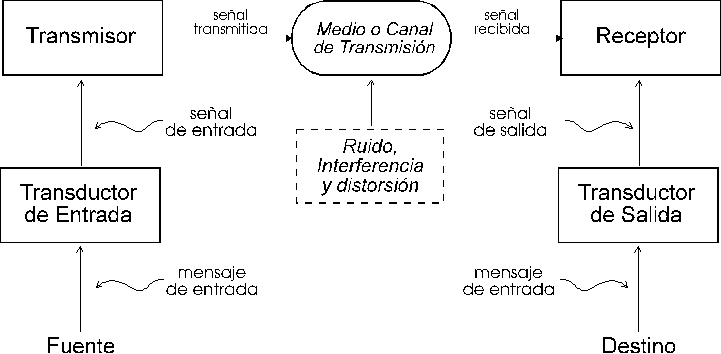 señal
transmitida
señal
recibida
Transmisor
Medio o Canal
de Transmisión
Receptor
señal
de entrada
señal
de salida
Ruido,
Interferencia
y distorsión
Transductor
de Entrada
Transductor
de Salida
mensaje
de entrada
mensaje
de entrada
Fuente
Destino